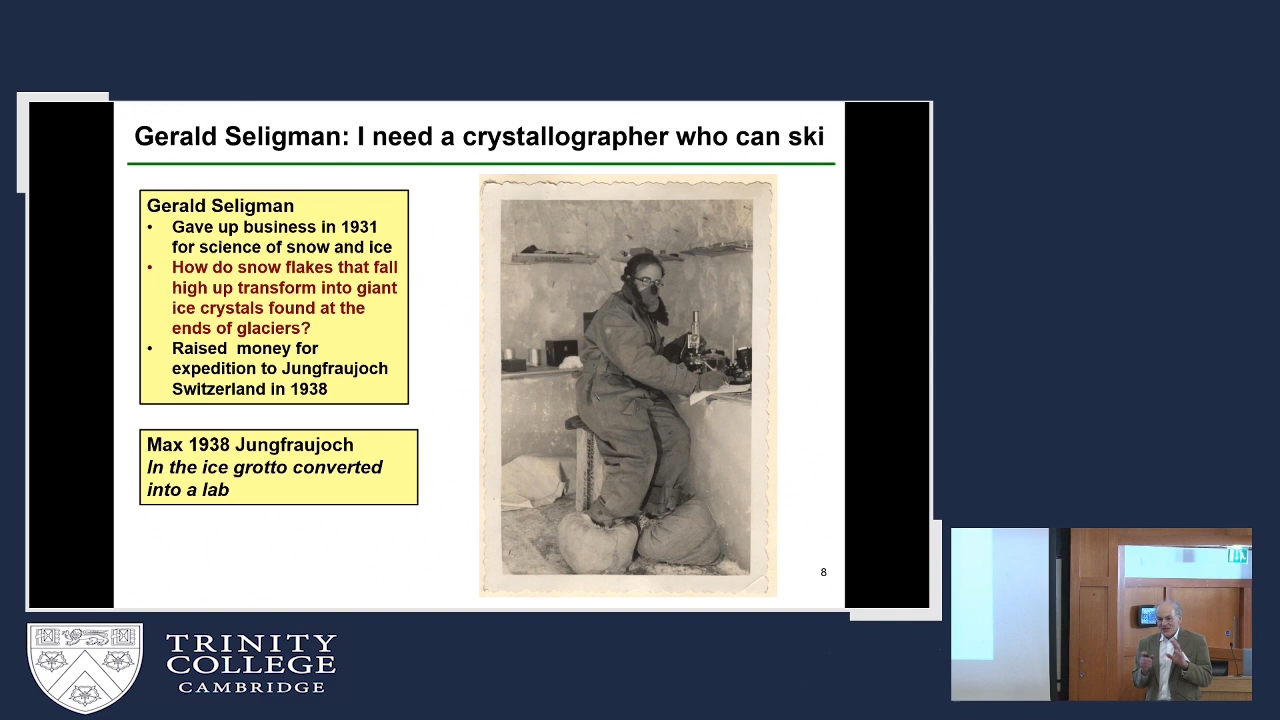 Gerald Seligman: I need a crystallographer who can ski
Gerald Seligman
• Gave up business in 1931
for science of snow and ice
• How do snow flakes that fall
high up transform into giant
ice crystals found at the
ends of glaciers?
• Raised money for
expedition to Jungfraujoch
Switzerland in 1938
Max 1938 Jungfraujoch
In the ice grotto converted
into a lab
8
TRINITY
COLLEGE
CAMBRIDGE